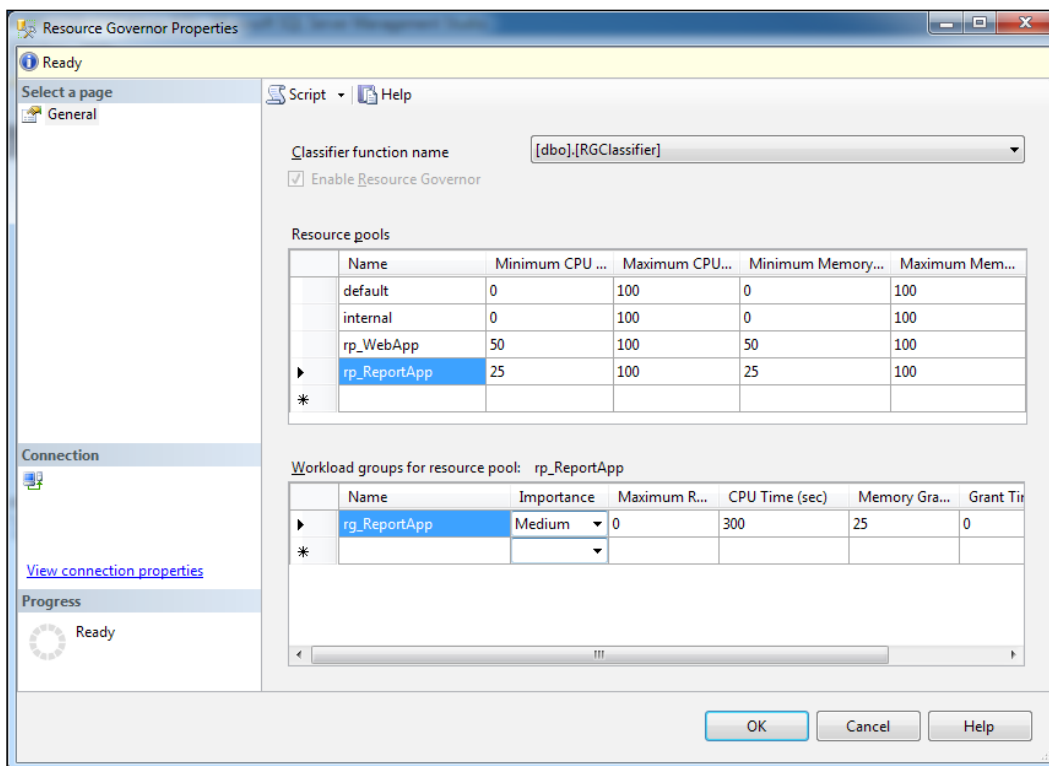 Resource Governor Properties
Ready
Select a page
General
Script Help
Classifier function name [dbo].[RGClassifier]
Enable Resource Governor
Resource pools
Name Minimum CPU ... Maximum CPU... Minimum Memory... Maximum Mem...
default 0 100 0 100
internal 0 100 0 100
rp_WebApp 50 100 50 100
rp_ReportApp 25 100 25 100
Connection
View connection properties
Workload groups for resource pool: rp_ReportApp
Name Importance Maximum R... CPU Time (sec) Memory Gra... Grant Tir
rg_ReportApp Medium 0 300 25 0
Progress
Ready
OK Cancel Help